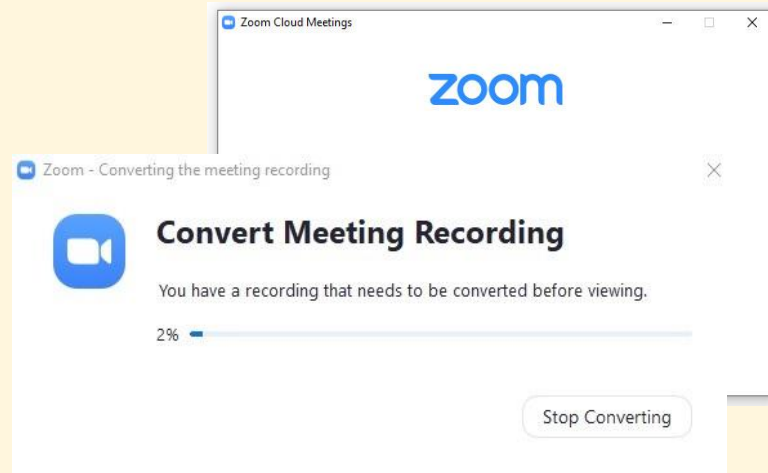 Zoom Cloud Meetings
zoom
Zoom - Converting the meeting recording
Convert Meeting Recording
You have a recording that needs to be converted before viewing.
2%
Stop Converting